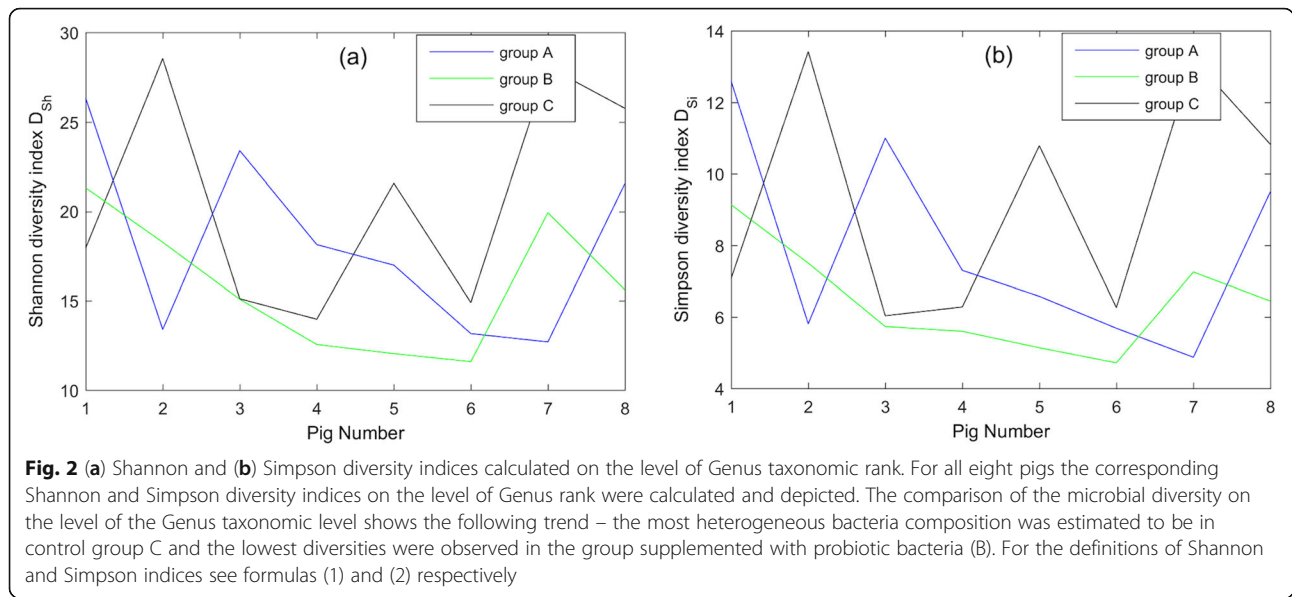 (a)
group A
group B
group C
Shannon diversity index D_Sh
30
25
20
15
10
1 2 3 4 5 6 7 8
Pig Number
(b)
group A
group B
group C
Simpson diversity index D_Si
14
12
10
8
6
4
1 2 3 4 5 6 7 8
Pig Number
Fig. 2 (a) Shannon and (b) Simpson diversity indices calculated on the level of Genus taxonomic rank. For all eight pigs the corresponding
Shannon and Simpson diversity indices on the level of Genus rank were calculated and depicted. The comparison of the microbial diversity on
the level of the Genus taxonomic level shows the following trend – the most heterogeneous bacteria composition was estimated to be in
control group C and the lowest diversities were observed in the group supplemented with probiotic bacteria (B). For the definitions of Shannon
and Simpson indices see formulas (1) and (2) respectively